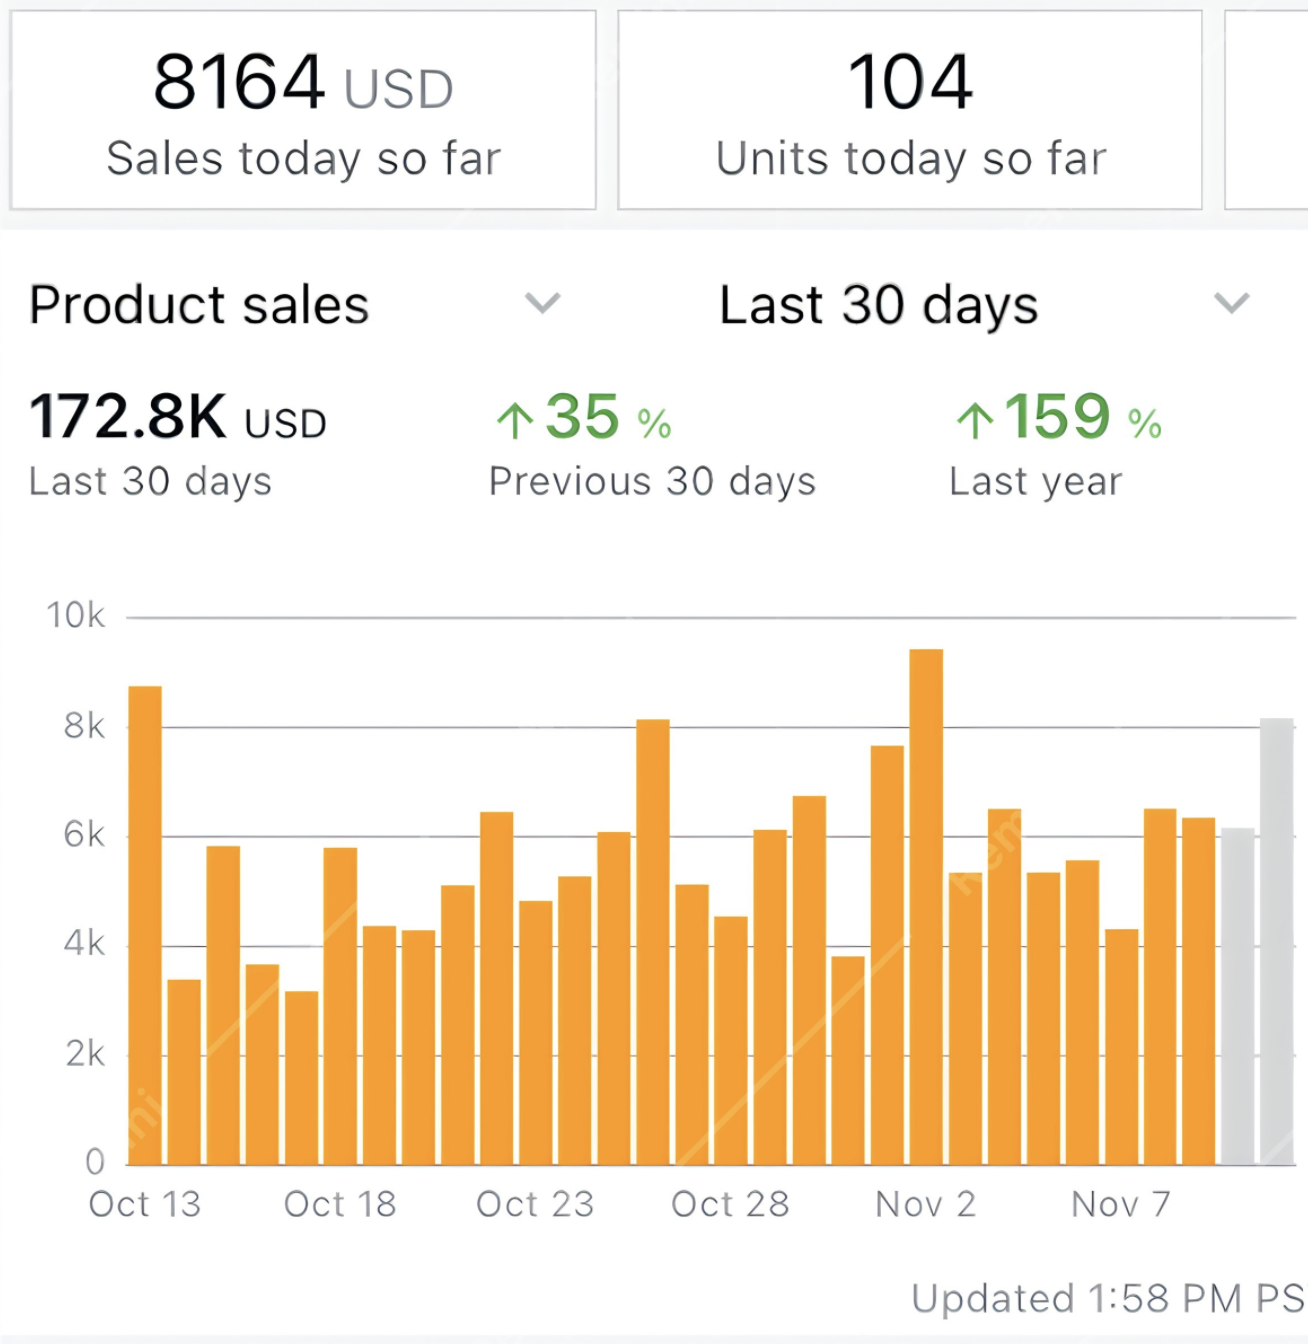 8164 USD
Sales today so far
104
Units today so far
Product sales
Last 30 days
172.8K USD
Last 30 days
↑35 %
Previous 30 days
↑159 %
Last year
10k
8k
6k
4k
2k
0
Oct 13 Oct 18 Oct 23 Oct 28 Nov 2 Nov 7
Updated 1:58 PM PS